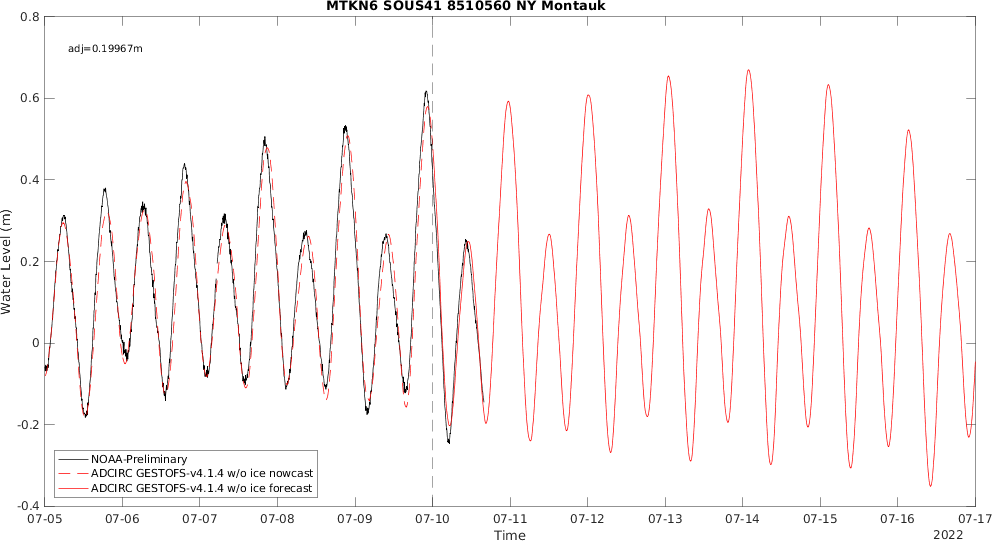 MTKN6 SOUS41 8510560 NY Montauk
adj=0.19967m
Water Level (m)
0.8
0.6
0.4
0.2
0
-0.2
-0.4
NOAA-Preliminary
ADCIRC GESTOFS-v4.1.4 w/o ice nowcast
ADCIRC GESTOFS-v4.1.4 w/o ice forecast
07-05 07-06 07-07 07-08 07-09 07-10 07-11 07-12 07-13 07-14 07-15 07-16 07-17
Time
2022